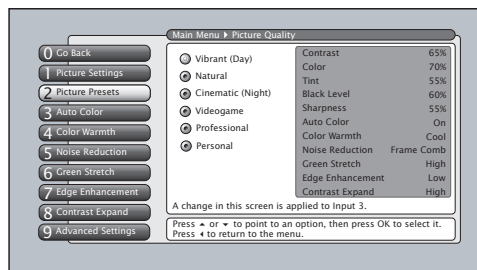 Main Menu ▶ Picture Quality
0 Go Back
1 Picture Settings
2 Picture Presets
3 Auto Color
4 Color Warmth
5 Noise Reduction
6 Green Stretch
7 Edge Enhancement
8 Contrast Expand
9 Advanced Settings
Vibrant (Day)
Natural
Cinematic (Night)
Videogame
Professional
Personal
Contrast 65%
Color 70%
Tint 55%
Black Level 60%
Sharpness 55%
Auto Color On
Color Warmth Cool
Noise Reduction Frame Comb
Green Stretch High
Edge Enhancement Low
Contrast Expand High
A change in this screen is applied to Input 3.
Press ▲ or ▼ to point to an option, then press OK to select it.
Press ◀ to return to the menu.